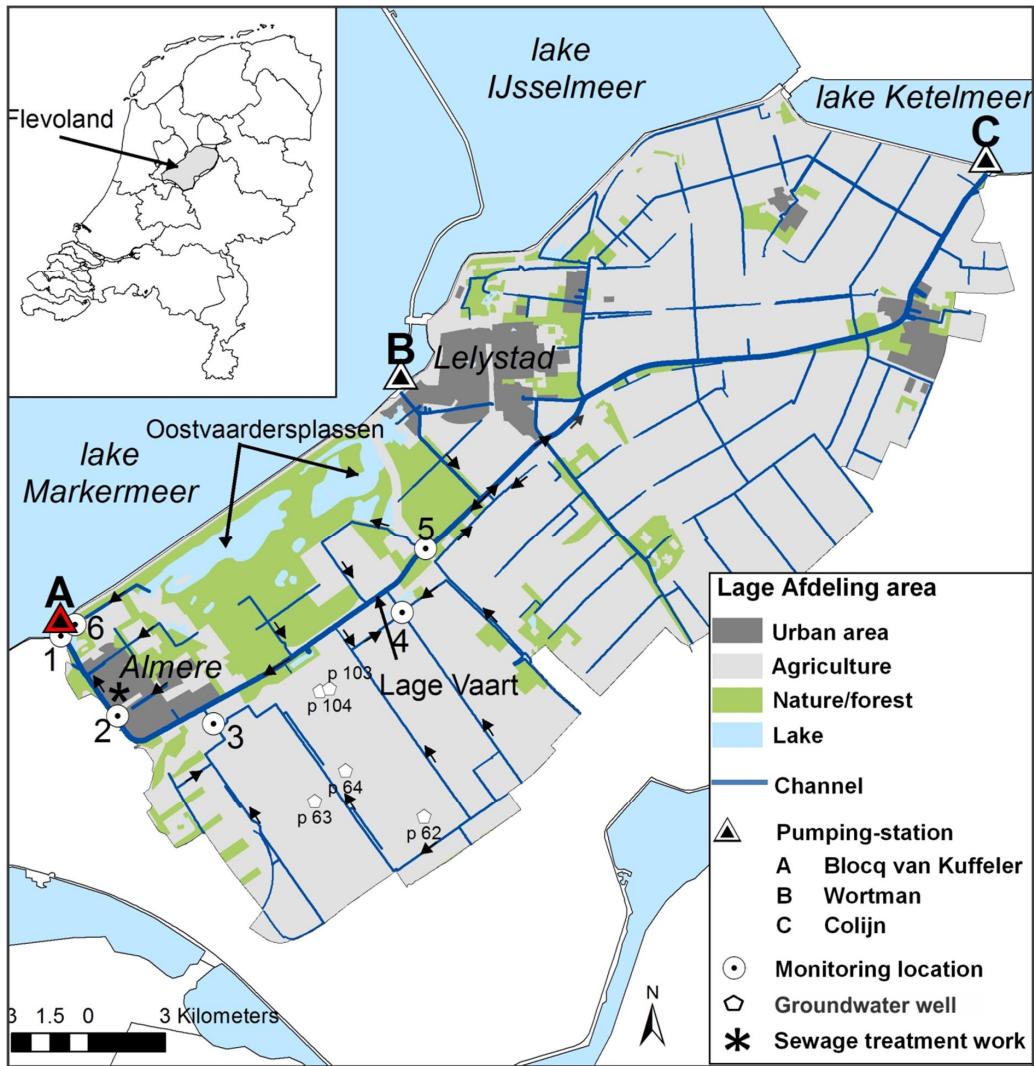 Flevoland
lake
IJsselmeer
lake Ketelmeer
C
B
Lelystad
Oostvaardersplassen
lake
Markermeer
5
A
6
1
Almere
4
p 103
p 104
Lage Vaart
2
3
p 64
p 63
p 62
3 1.5 0 3 Kilometers
N
Lage Afdeling area
Urban area
Agriculture
Nature/forest
Lake
Channel
Pumping-station
A Blocq van Kuffeler
B Wortman
C Colijn
Monitoring location
Groundwater well
Sewage treatment work